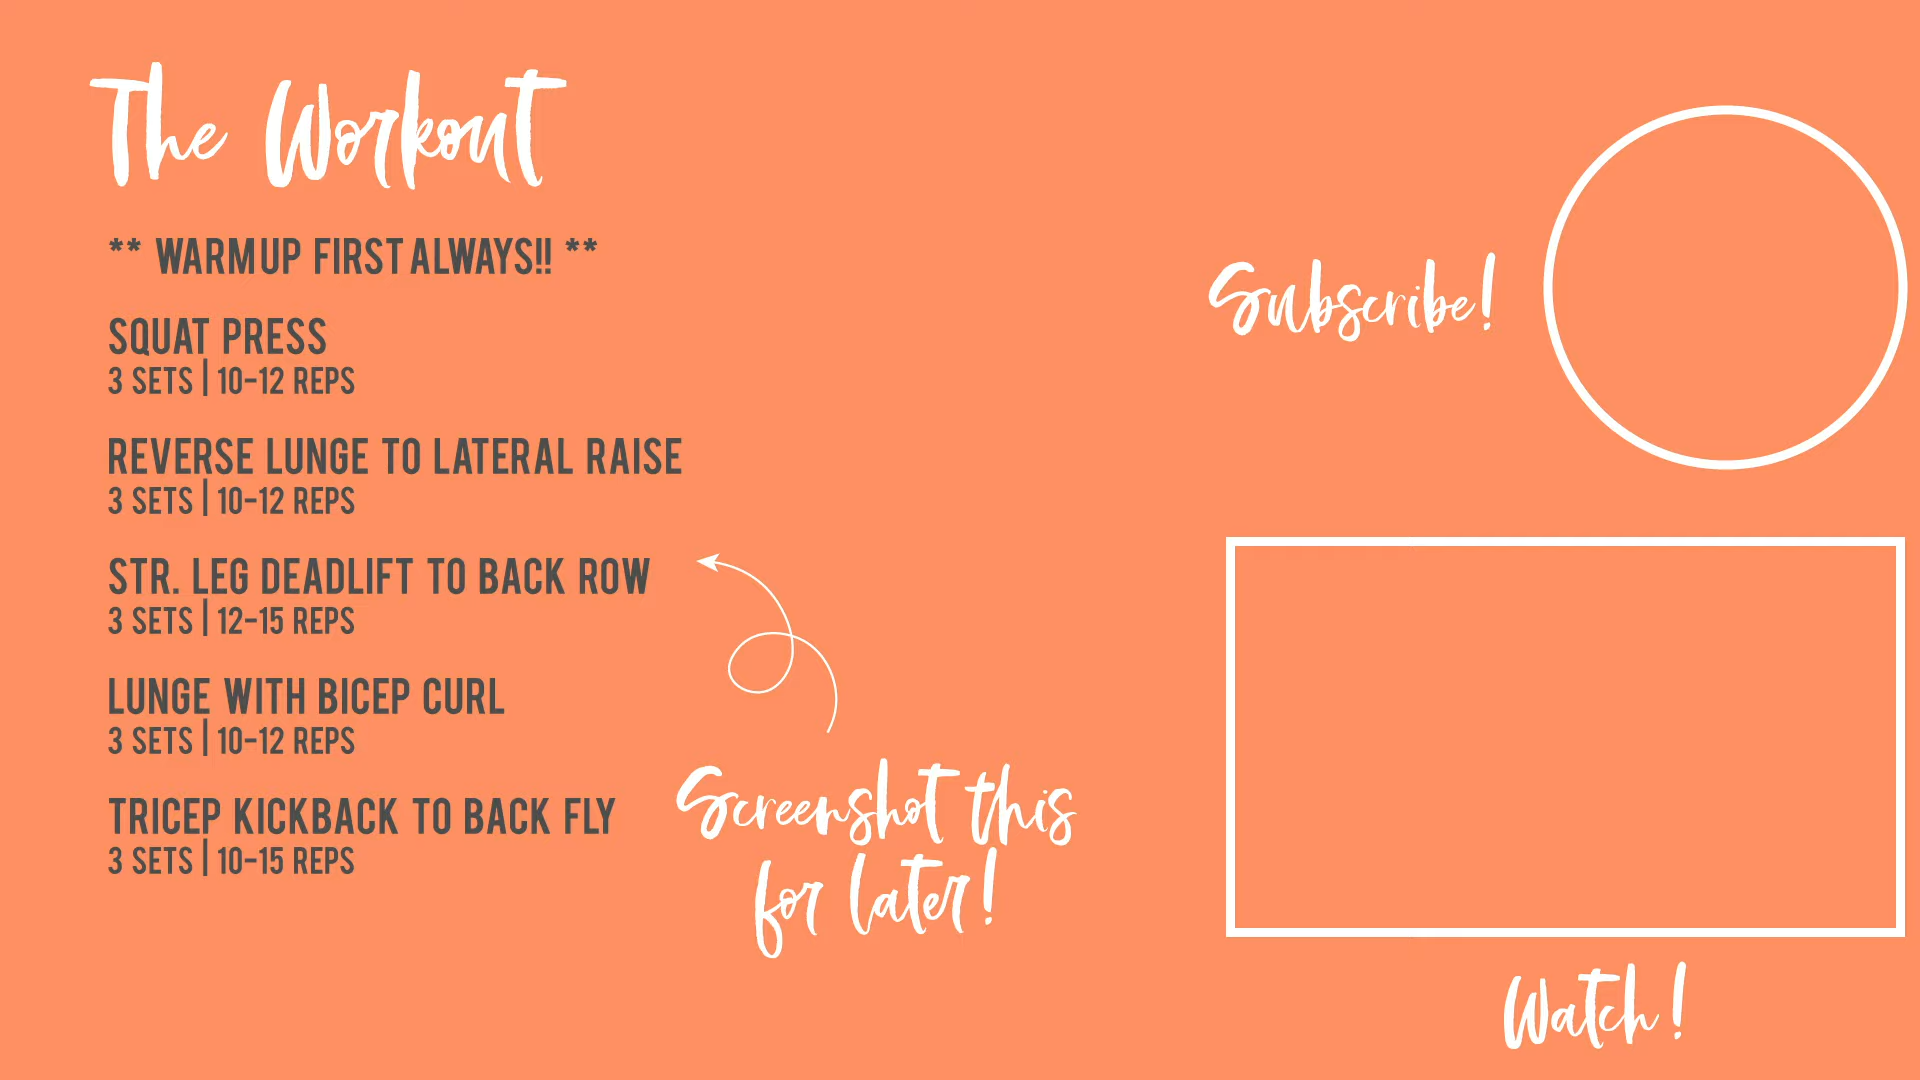 The Workout
** WARMUP FIRST ALWAYS!! **
SQUAT PRESS
3 SETS | 10-12 REPS
REVERSE LUNGE TO LATERAL RAISE
3 SETS | 10-12 REPS
STR. LEG DEADLIFT TO BACK ROW
3 SETS | 12-15 REPS
LUNGE WITH BICEP CURL
3 SETS | 10-12 REPS
TRICEP KICKBACK TO BACK FLY
3 SETS | 10-15 REPS
Screenshot this
for later!
Subscribe!
Watch!